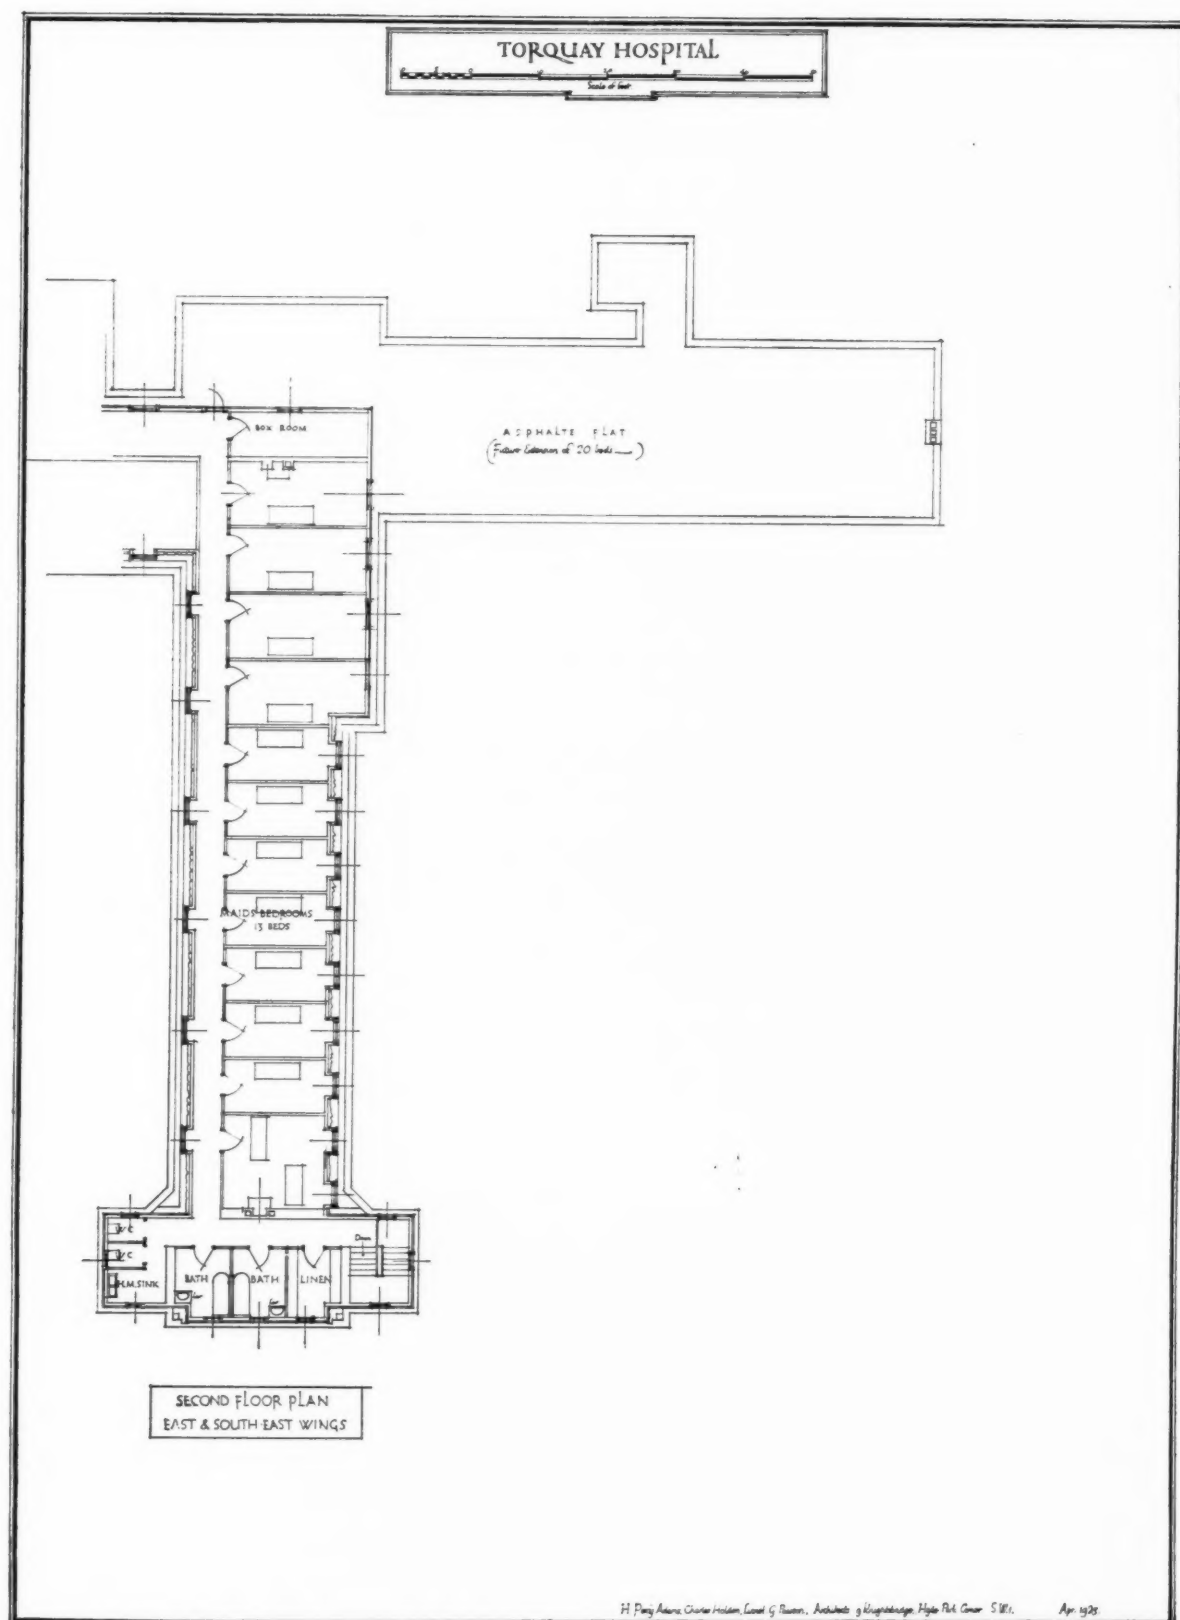 TORQUAY HOSPITAL
Scale of feet
BOX ROOM
ASPHALTE FLAT
(Future Extension of 20 beds)
MAIDS BEDROOMS
13 BEDS
W C
Down
W C
H.M. SINK
BATH
BATH
LINEN
SECOND FLOOR PLAN
EAST & SOUTH·EAST WINGS
H. Percy Adams, Charles Holden, Lionel G. Pearson, Architects 9 Knightsbridge, Hyde Park Corner S.W.1. Apr. 1925